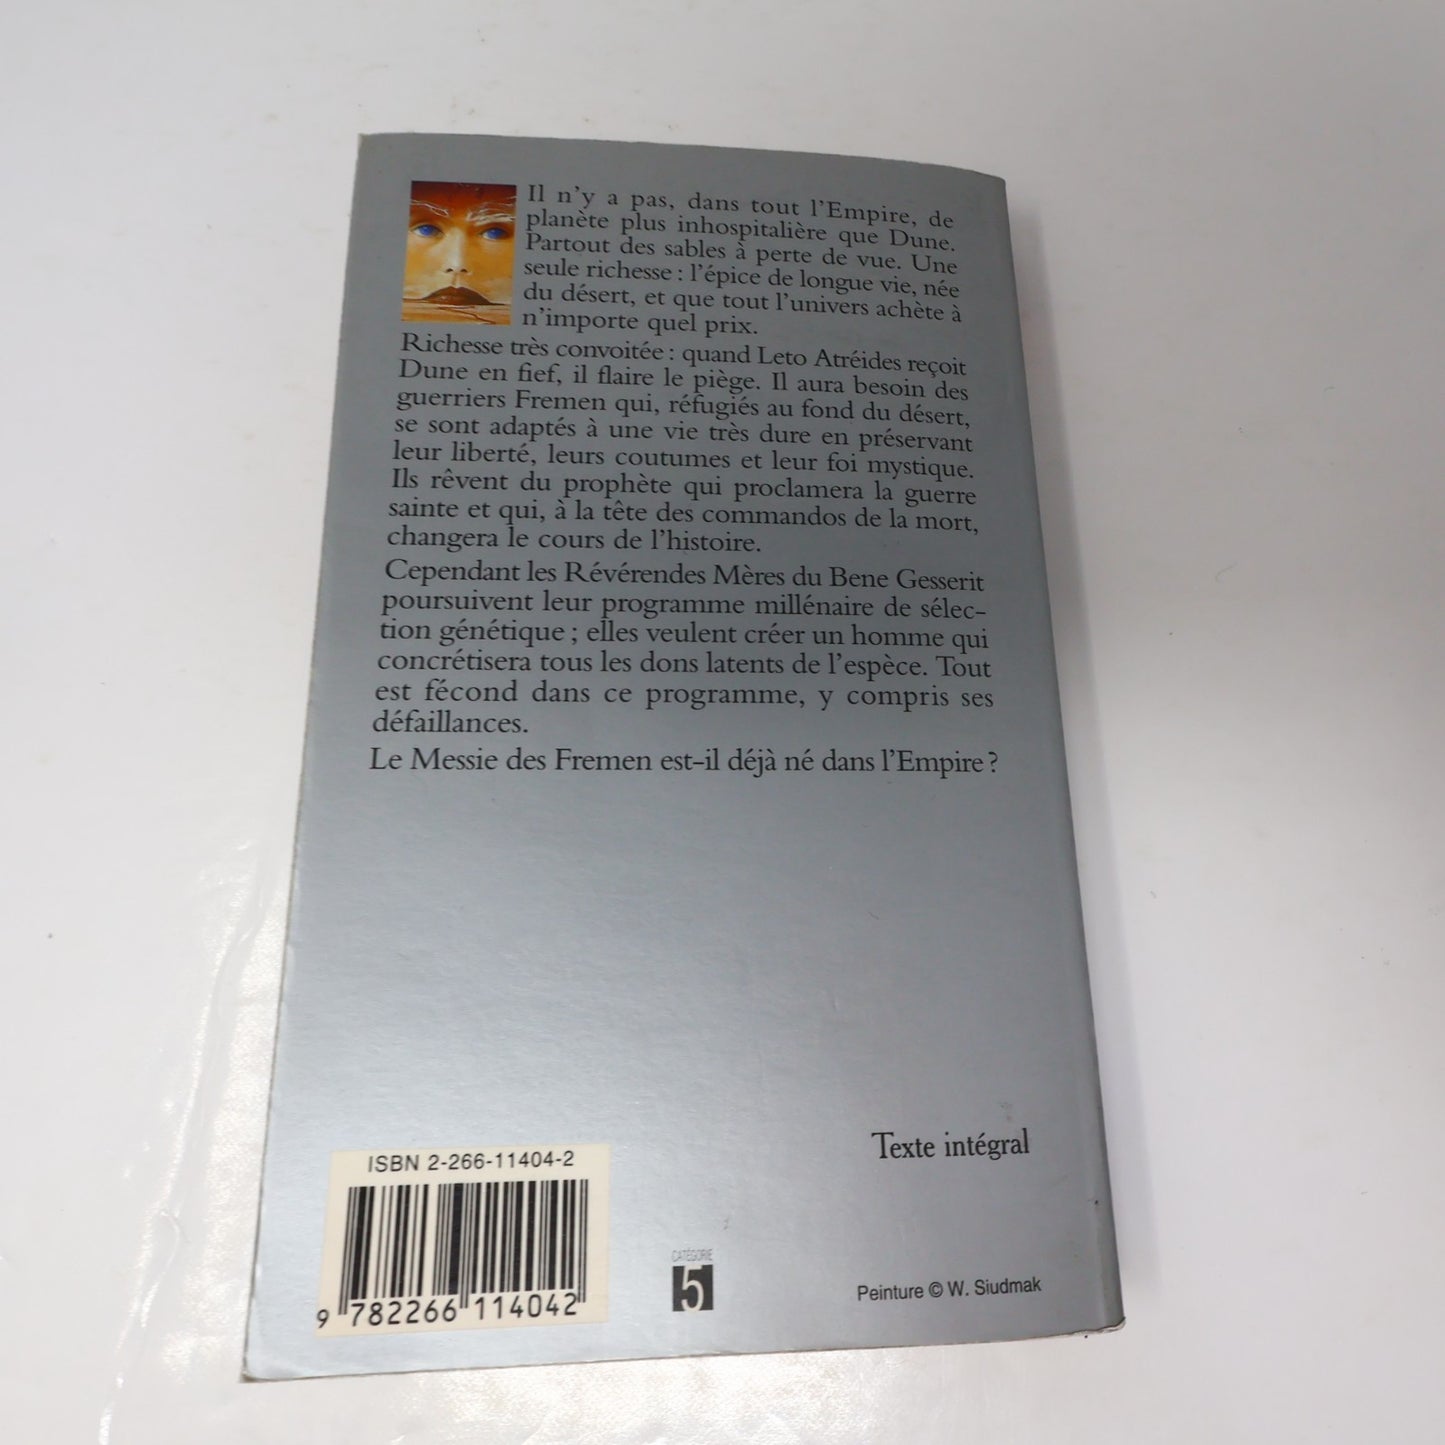 Il n'y a pas, dans tout l'Empire, de
planète plus inhospitalière que Dune.
Partout des sables à perte de vue. Une
seule richesse : l'épice de longue vie, née
du désert, et que tout l'univers achète à
n'importe quel prix.
Richesse très convoitée : quand Leto Atréides reçoit
Dune en fief, il flaire le piège. Il aura besoin des
guerriers Fremen qui, réfugiés au fond du désert,
se sont adaptés à une vie très dure en préservant
leur liberté, leurs coutumes et leur foi mystique.
Ils rêvent du prophète qui proclamera la guerre
sainte et qui, à la tête des commandos de la mort,
changera le cours de l'histoire.
Cependant les Révérendes Mères du Bene Gesserit
poursuivent leur programme millénaire de sélec-
tion génétique ; elles veulent créer un homme qui
concrétisera tous les dons latents de l'espèce. Tout
est fécond dans ce programme, y compris ses
défaillances.
Le Messie des Fremen est-il déjà né dans l'Empire ?
Texte intégral
ISBN 2-266-11404-2
9 782266 114042
CATÉGORIE
5
Peinture © W. Siudmak